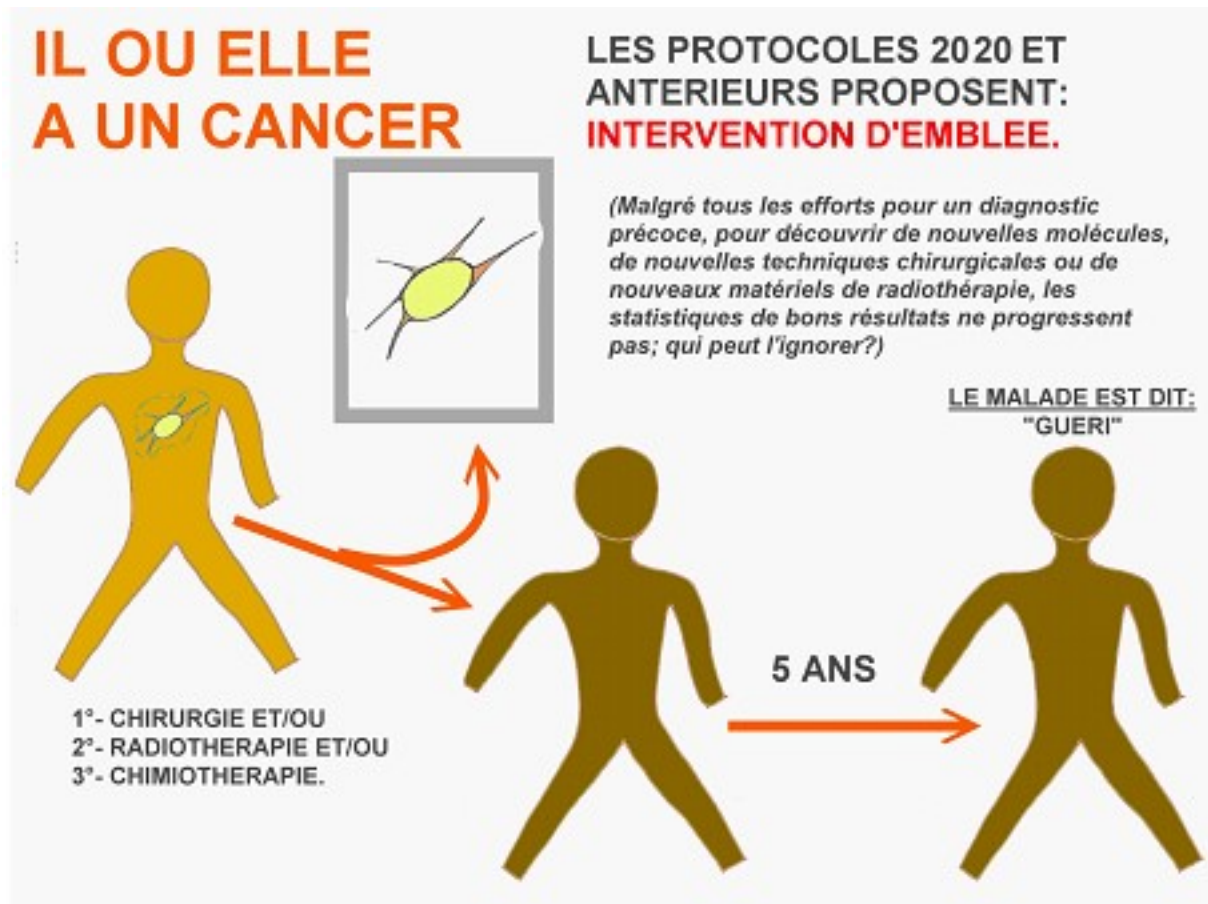 IL OU ELLE
A UN CANCER
LES PROTOCOLES 2020 ET
ANTERIEURS PROPOSENT:
INTERVENTION D'EMBLEE.
(Malgré tous les efforts pour un diagnostic
précoce, pour découvrir de nouvelles molécules,
de nouvelles techniques chirurgicales ou de
nouveaux matériels de radiothérapie, les
statistiques de bons résultats ne progressent
pas; qui peut l'ignorer?)
LE MALADE EST DIT:
"GUERI"
5 ANS
1°- CHIRURGIE ET/OU
2°- RADIOTHERAPIE ET/OU
3°- CHIMIOTHERAPIE.